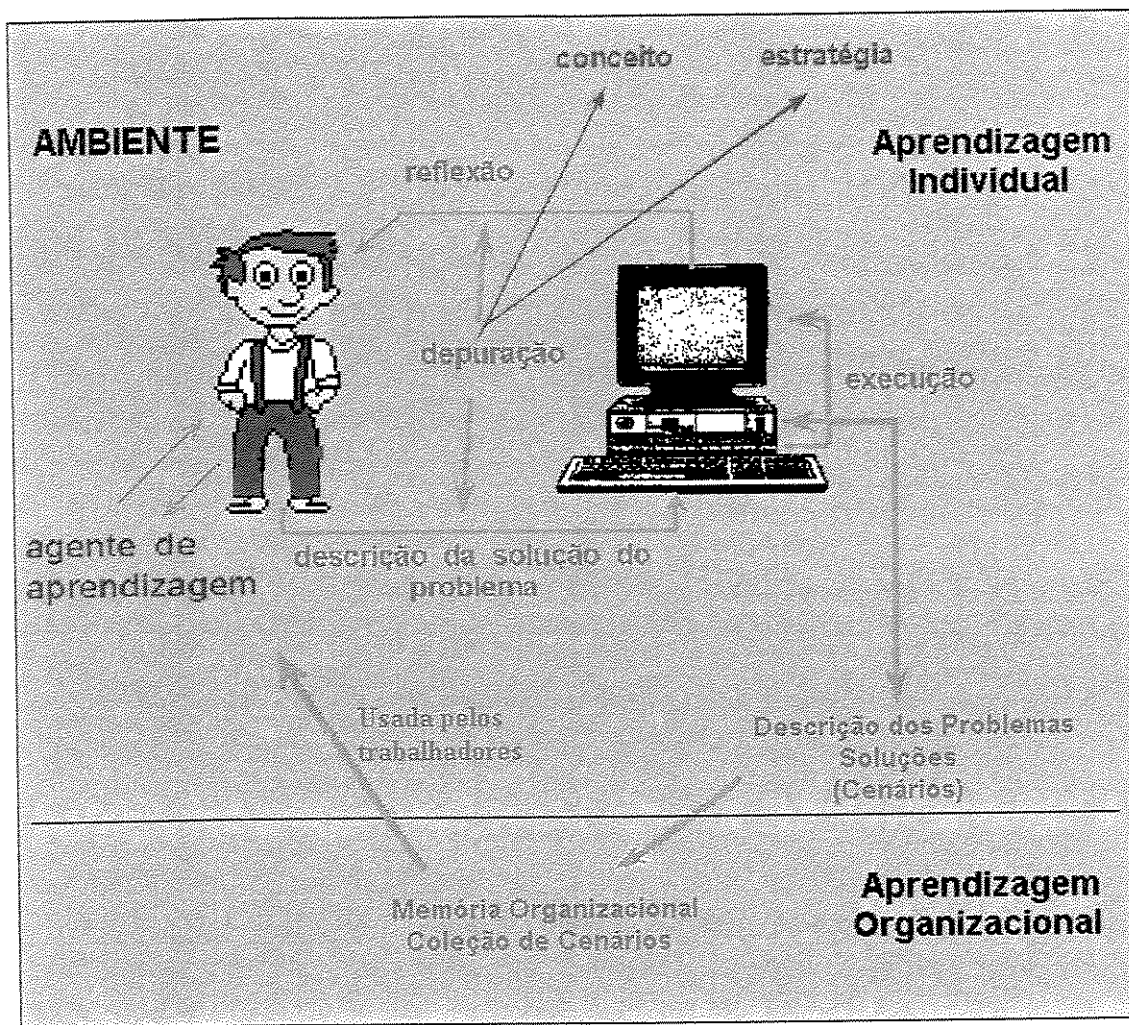 conceito
estratégia
AMBIENTE
Aprendizagem
Individual
reflexão
depuração
execução
agente de
aprendizagem
descrição da solução do
problema
Usada pelos
trabalhadores
Descrição dos Problemas
Soluções
(Cenários)
Memória Organizacional
Coleção de Cenários
Aprendizagem
Organizacional